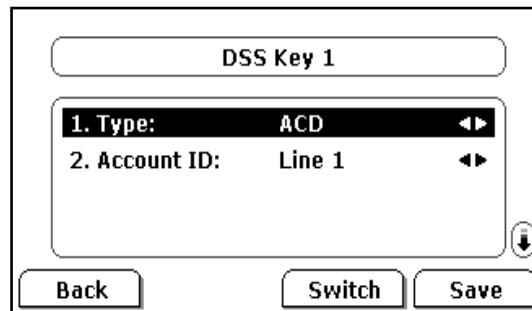 DSS Key 1
1. Type: ACD
2. Account ID: Line 1
Back Switch Save